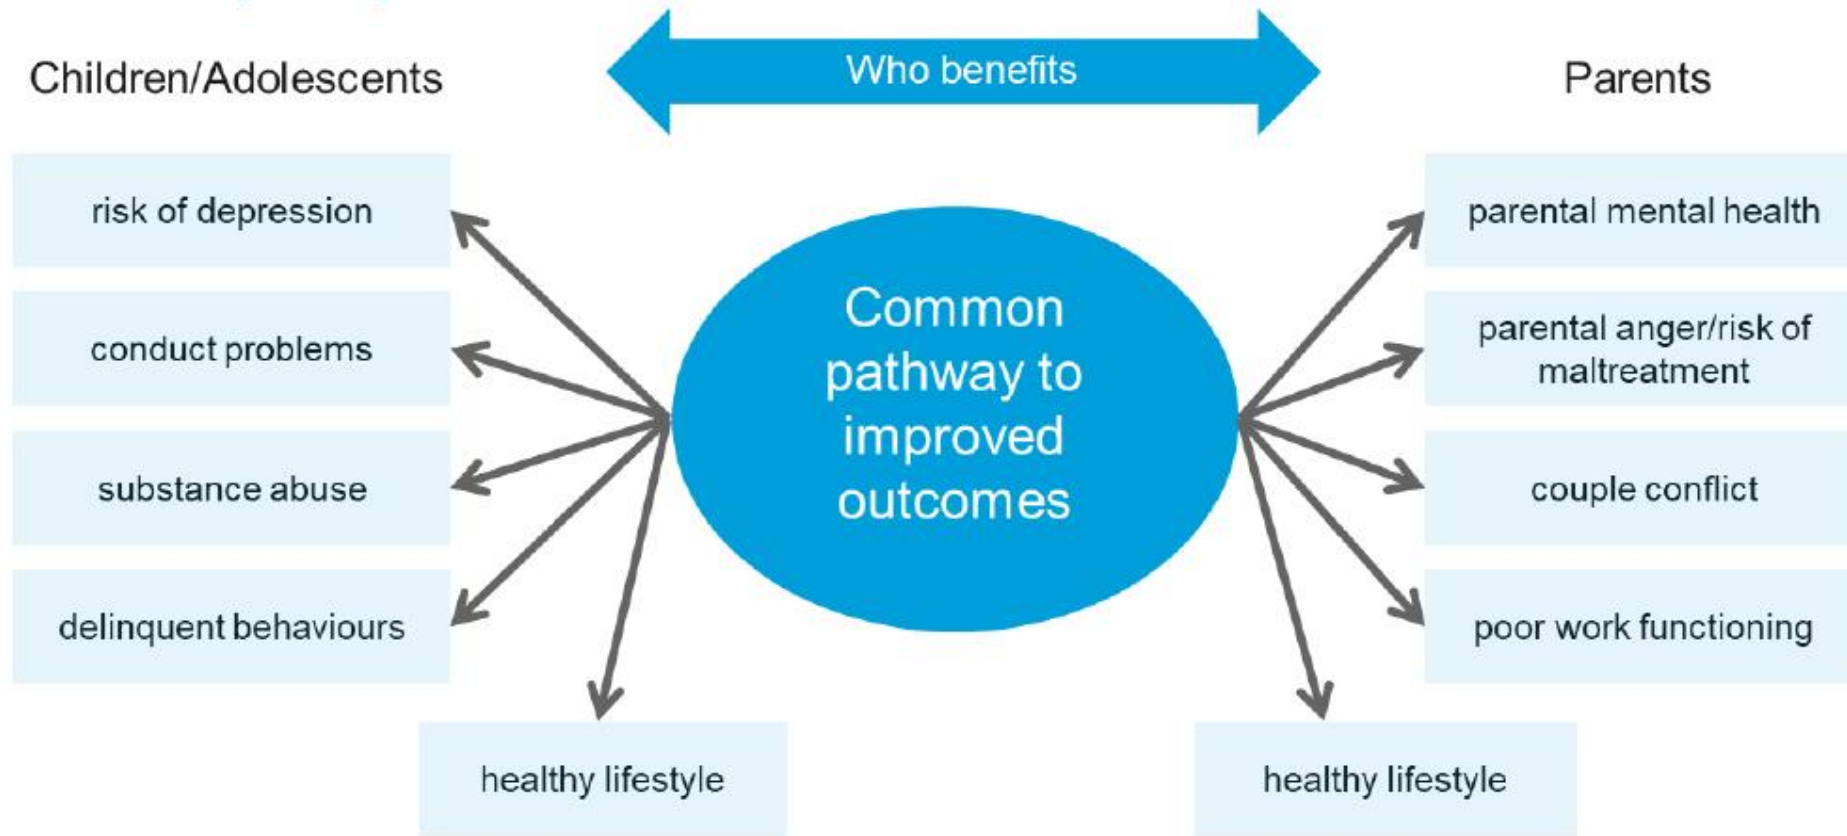 Who benefits
Children/Adolescents
Parents
risk of depression
conduct problems
substance abuse
delinquent behaviours
healthy lifestyle
Common
pathway to
improved
outcomes
parental mental health
parental anger/risk of
maltreatment
couple conflict
poor work functioning
healthy lifestyle